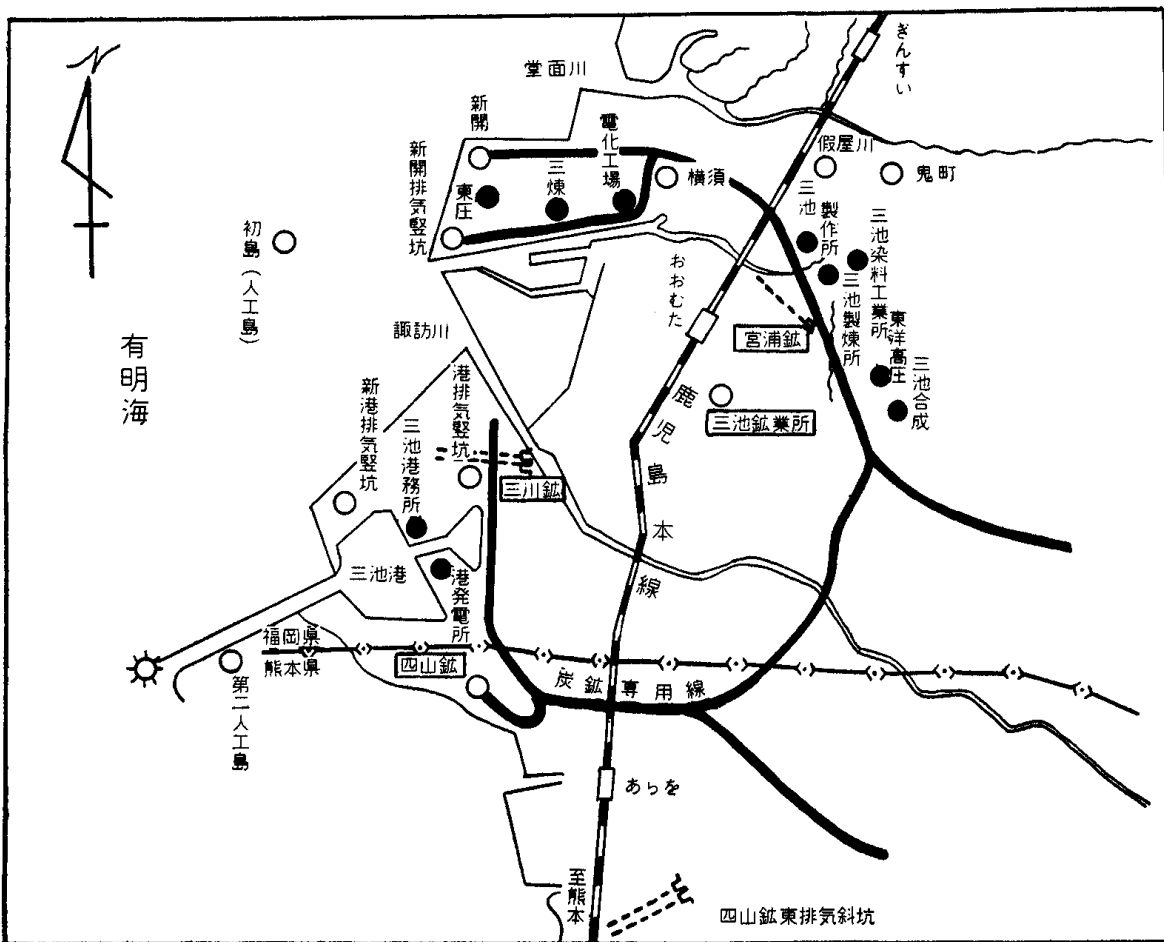 N
ぎんすい
堂面川
新開
電化工場
三煉
東圧
新開排気竪坑
横須
假屋川
鬼町
三池
製作所
三池染料工業所
三池製煉所
東洋高圧
三池合成
初島(人工島)
おおむた
宮浦鉱
諏訪川
有明海
三池鉱業所
鹿児島本線
港排気竪坑
新港排気竪坑
三池港務所
三川鉱
三池港
港発電所
福岡県
熊本県
四山鉱
第二人工島
炭鉱専用線
あらを
至熊本
四山鉱東排気斜坑